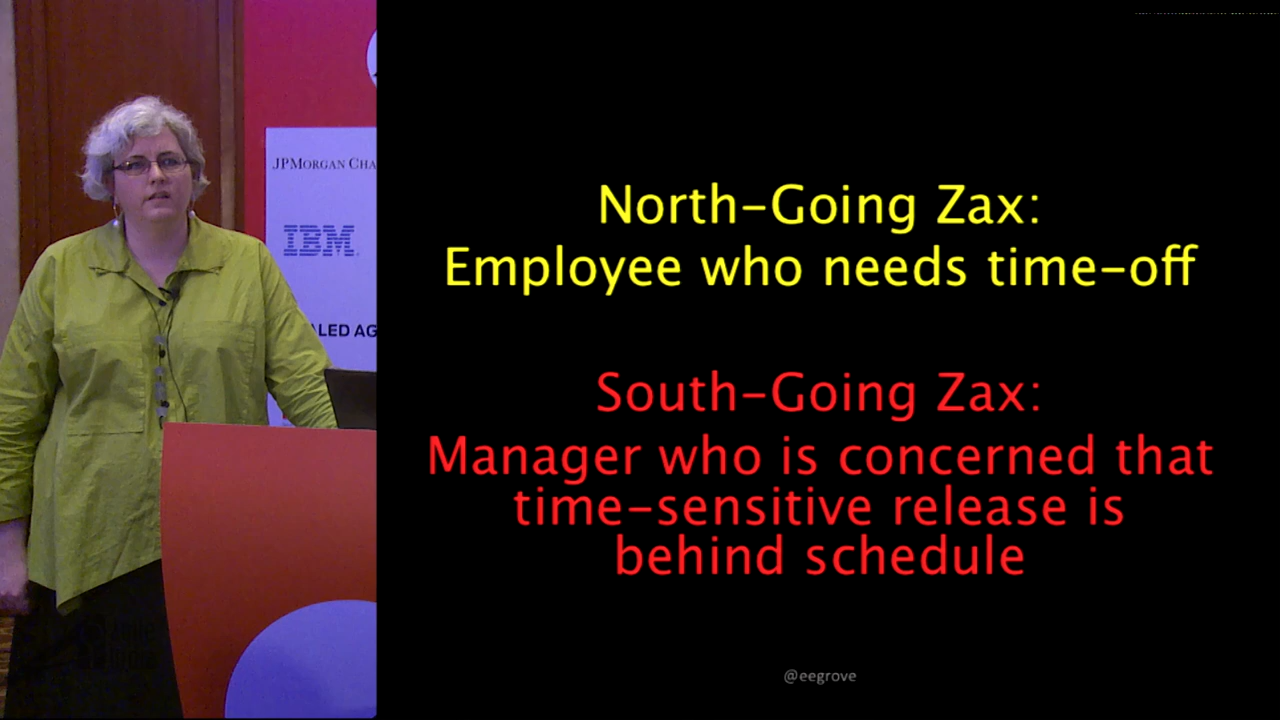 JPMORGAN CHA
IBM
LED AG
North-Going Zax:
Employee who needs time-off
South-Going Zax:
Manager who is concerned that
time-sensitive release is
behind schedule
@eegrove